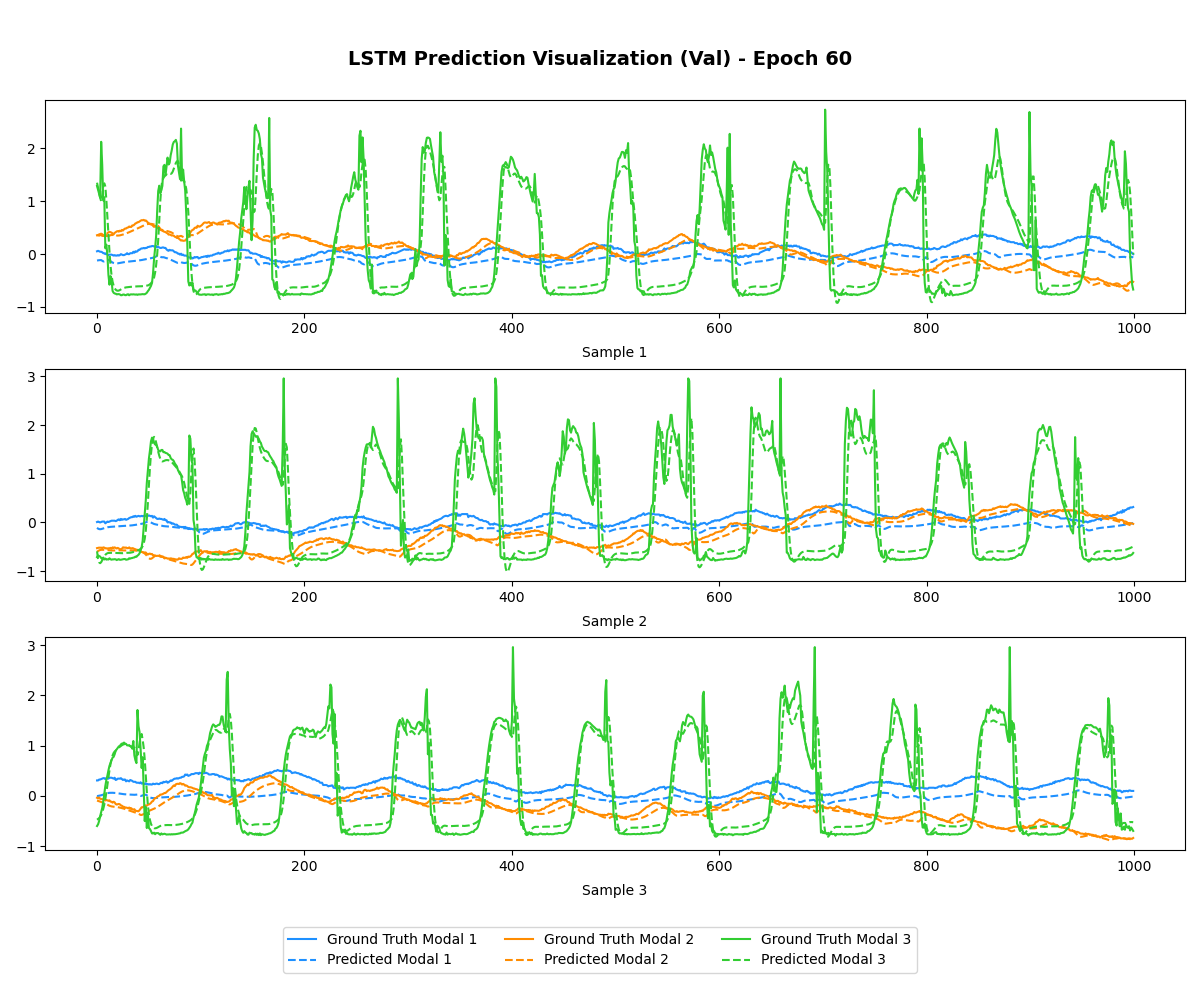 LSTM Prediction Visualization (Val) - Epoch 60
2
1
0
−1
0 200 400 600 800 1000
Sample 1
3
2
1
0
−1
0 200 400 600 800 1000
Sample 2
3
2
1
0
−1
0 200 400 600 800 1000
Sample 3
Ground Truth Modal 1 Ground Truth Modal 2 Ground Truth Modal 3
Predicted Modal 1 Predicted Modal 2 Predicted Modal 3